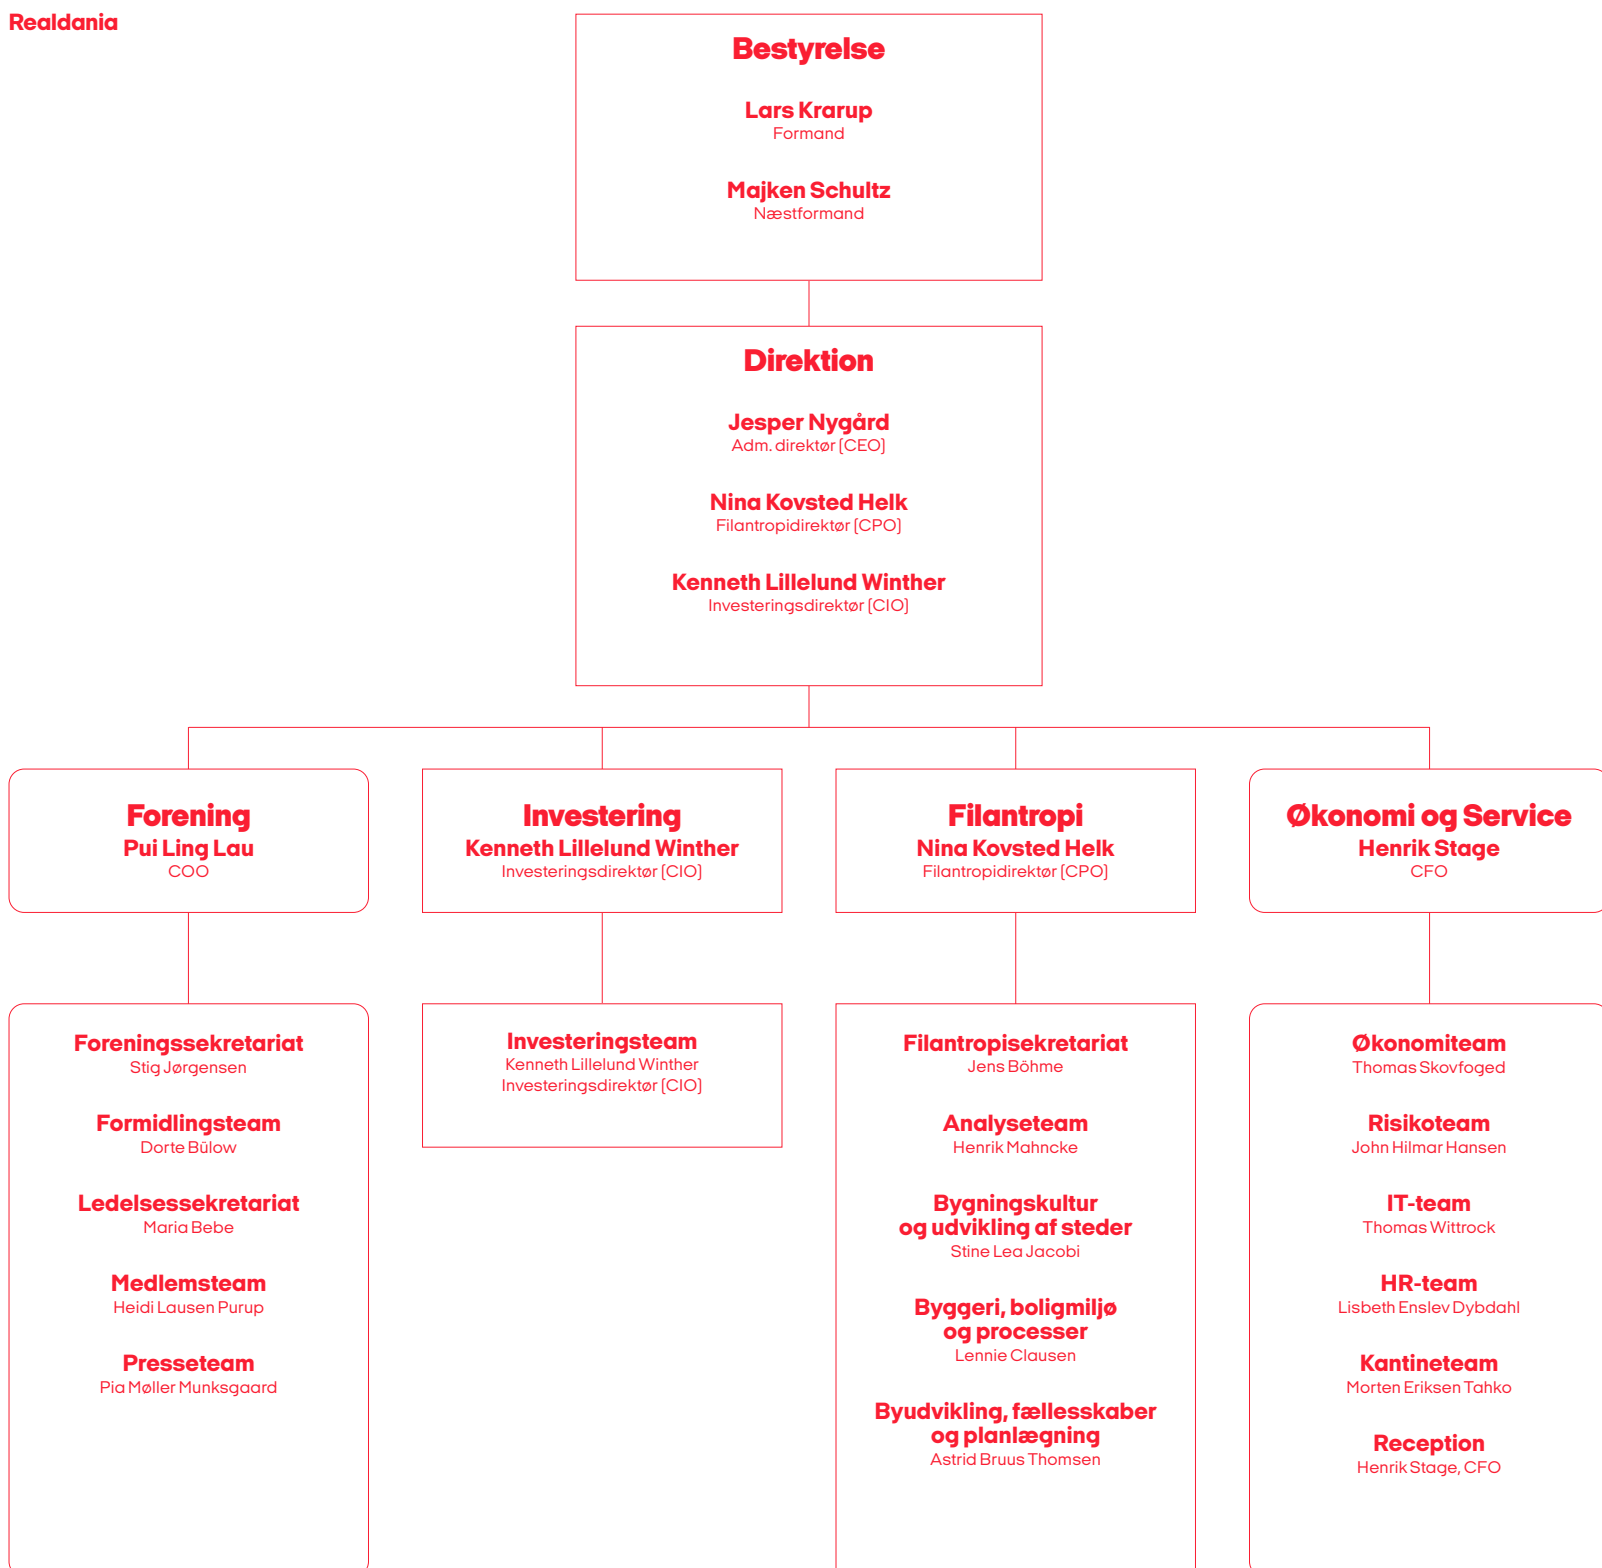 Realdania
Bestyrelse
Lars Krarup
Formand
Majken Schultz
Næstformand
Direktion
Jesper Nygård
Adm. direktør (CEO)
Nina Kovsted Helk
Filantropidirektør (CPO)
Kenneth Lillelund Winther
Investeringsdirektør (CIO)
Forening
Pui Ling Lau
COO
Investering
Kenneth Lillelund Winther
Investeringsdirektør (CIO)
Filantropi
Nina Kovsted Helk
Filantropidirektør (CPO)
Økonomi og Service
Henrik Stage
CFO
Foreningssekretariat
Stig Jørgensen
Formidlingsteam
Dorte Bülow
Ledelsessekretariat
Maria Bebe
Medlemsteam
Heidi Lausen Purup
Presseteam
Pia Møller Munksgaard
Investeringsteam
Kenneth Lillelund Winther
Investeringsdirektør (CIO)
Filantropisekretariat
Jens Böhme
Analyseteam
Henrik Mahncke
Bygningskultur
og udvikling af steder
Stine Lea Jacobi
Byggeri, boligmiljø
og processer
Lennie Clausen
Byudvikling, fællesskaber
og planlægning
Astrid Bruus Thomsen
Økonomiteam
Thomas Skovfoged
Risikoteam
John Hilmar Hansen
IT-team
Thomas Wittrock
HR-team
Lisbeth Enslev Dybdahl
Kantineteam
Morten Eriksen Tahko
Reception
Henrik Stage, CFO